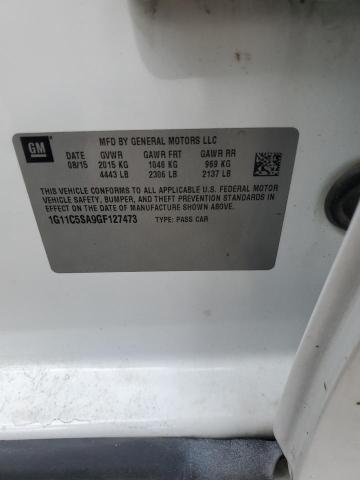 GM
MFD BY GENERAL MOTORS LLC
DATE GVWR GAWR FRT GAWR RR
08/15 2015 KG 1046 KG 969 KG
4443 LB 2306 LB 2137 LB
THIS VEHICLE CONFORMS TO ALL APPLICABLE U.S. FEDERAL MOTOR
VEHICLE SAFETY, BUMPER, AND THEFT PREVENTION STANDARDS IN
EFFECT ON THE DATE OF MANUFACTURE SHOWN ABOVE.
1G11C5SA9GF127473 TYPE: PASS CAR